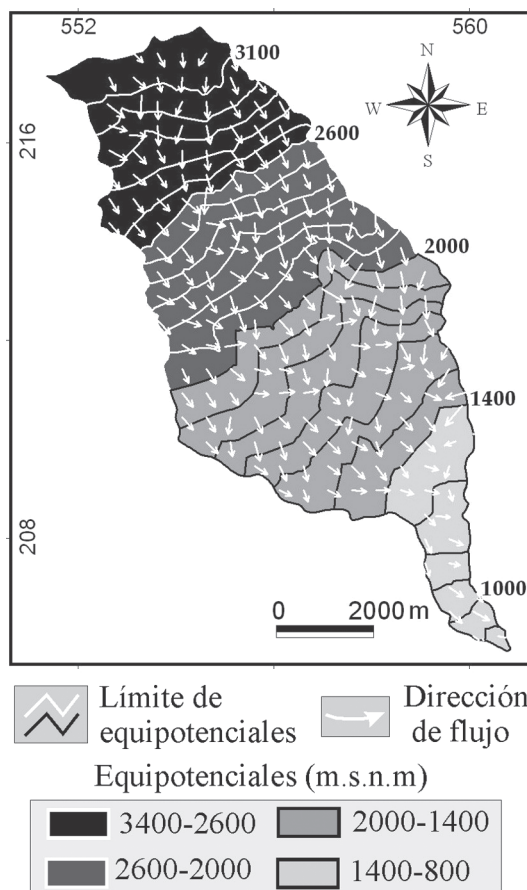 552
560
3100
N
W
E
S
216
2600
2000
1400
208
1000
0
2000 m
Límite de
equipotenciales
Dirección
de flujo
Equipotenciales (m.s.n.m)
3400-2600
2000-1400
2600-2000
1400-800